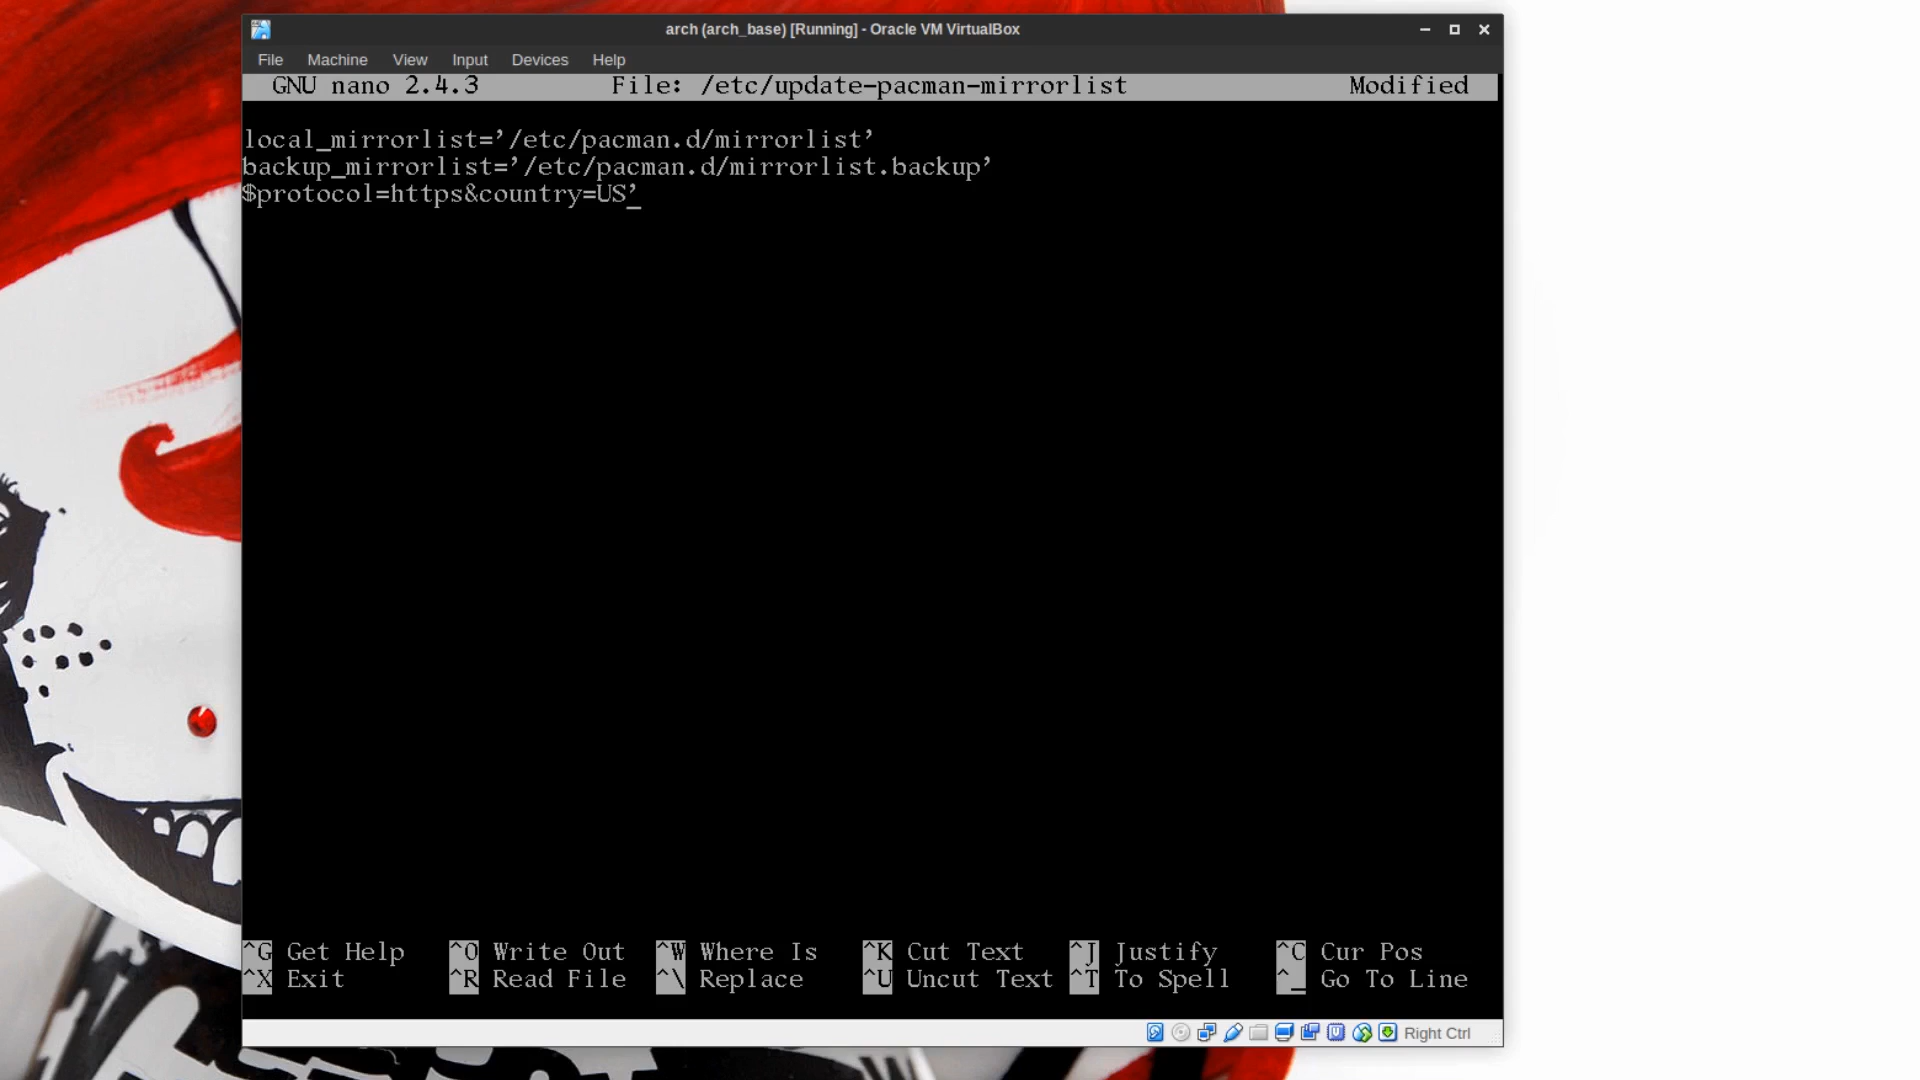 arch (arch_base) [Running] - Oracle VM VirtualBox
File Machine View Input Devices Help
GNU nano 2.4.3 File: /etc/update-pacman-mirrorlist Modified
local_mirrorlist='/etc/pacman.d/mirrorlist'
backup_mirrorlist='/etc/pacman.d/mirrorlist.backup'
$protocol=https&country=US'
^G Get Help ^O Write Out ^W Where Is ^K Cut Text ^J Justify ^C Cur Pos
^X Exit ^R Read File ^\ Replace ^U Uncut Text ^T To Spell ^_ Go To Line
Right Ctrl